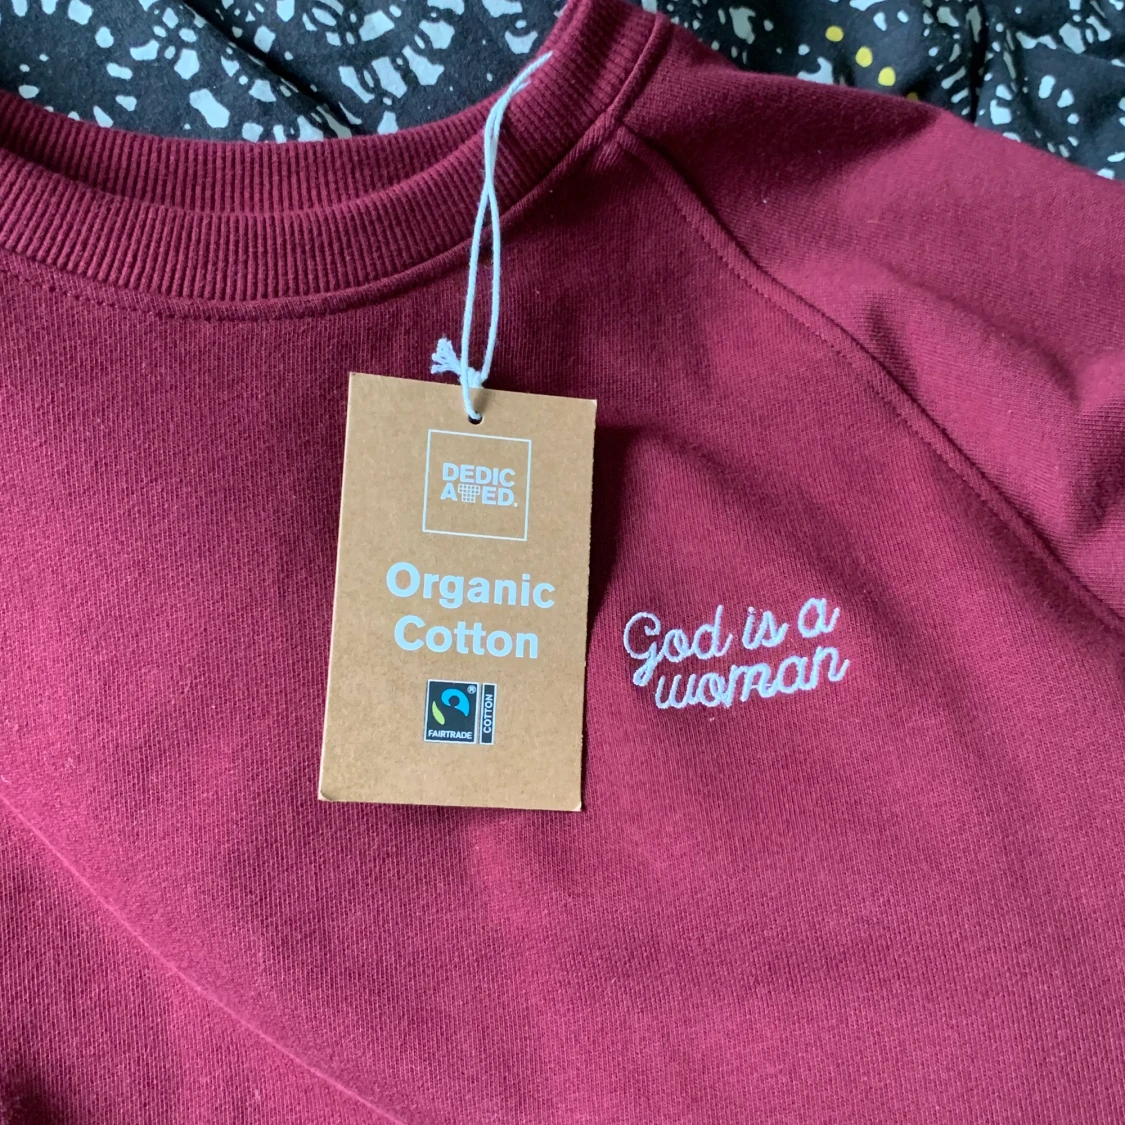 DEDIC
ATED.
Organic
Cotton
®
FAIRTRADE
COTTON
God is a
woman